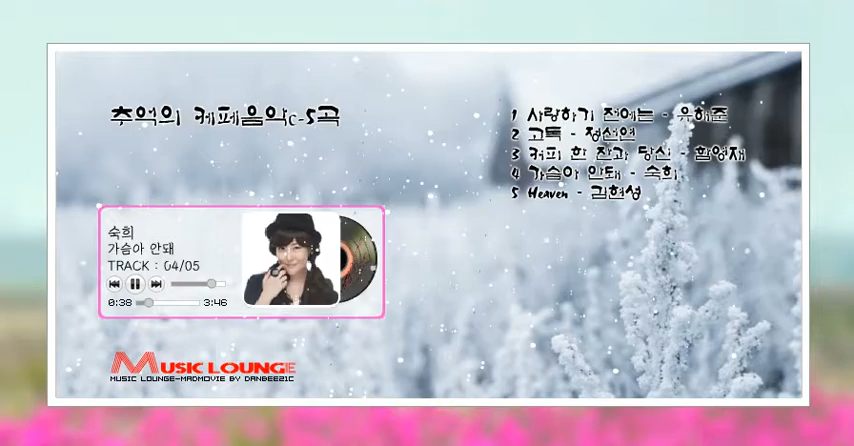 추억의 카페음악c-5곡
1 사랑하기 전에는 - 유해준
2 고독 - 정선연
3 커피 한 잔과 당신 - 함영재
4 가슴아 안돼 - 숙희
5 Heaven - 김현성
숙희
가슴아 안돼
TRACK : 04/05
0:38 3:46
MUSIC LOUNGE
MUSIC LOUNGE-MADMOVIE BY DANBEE21C